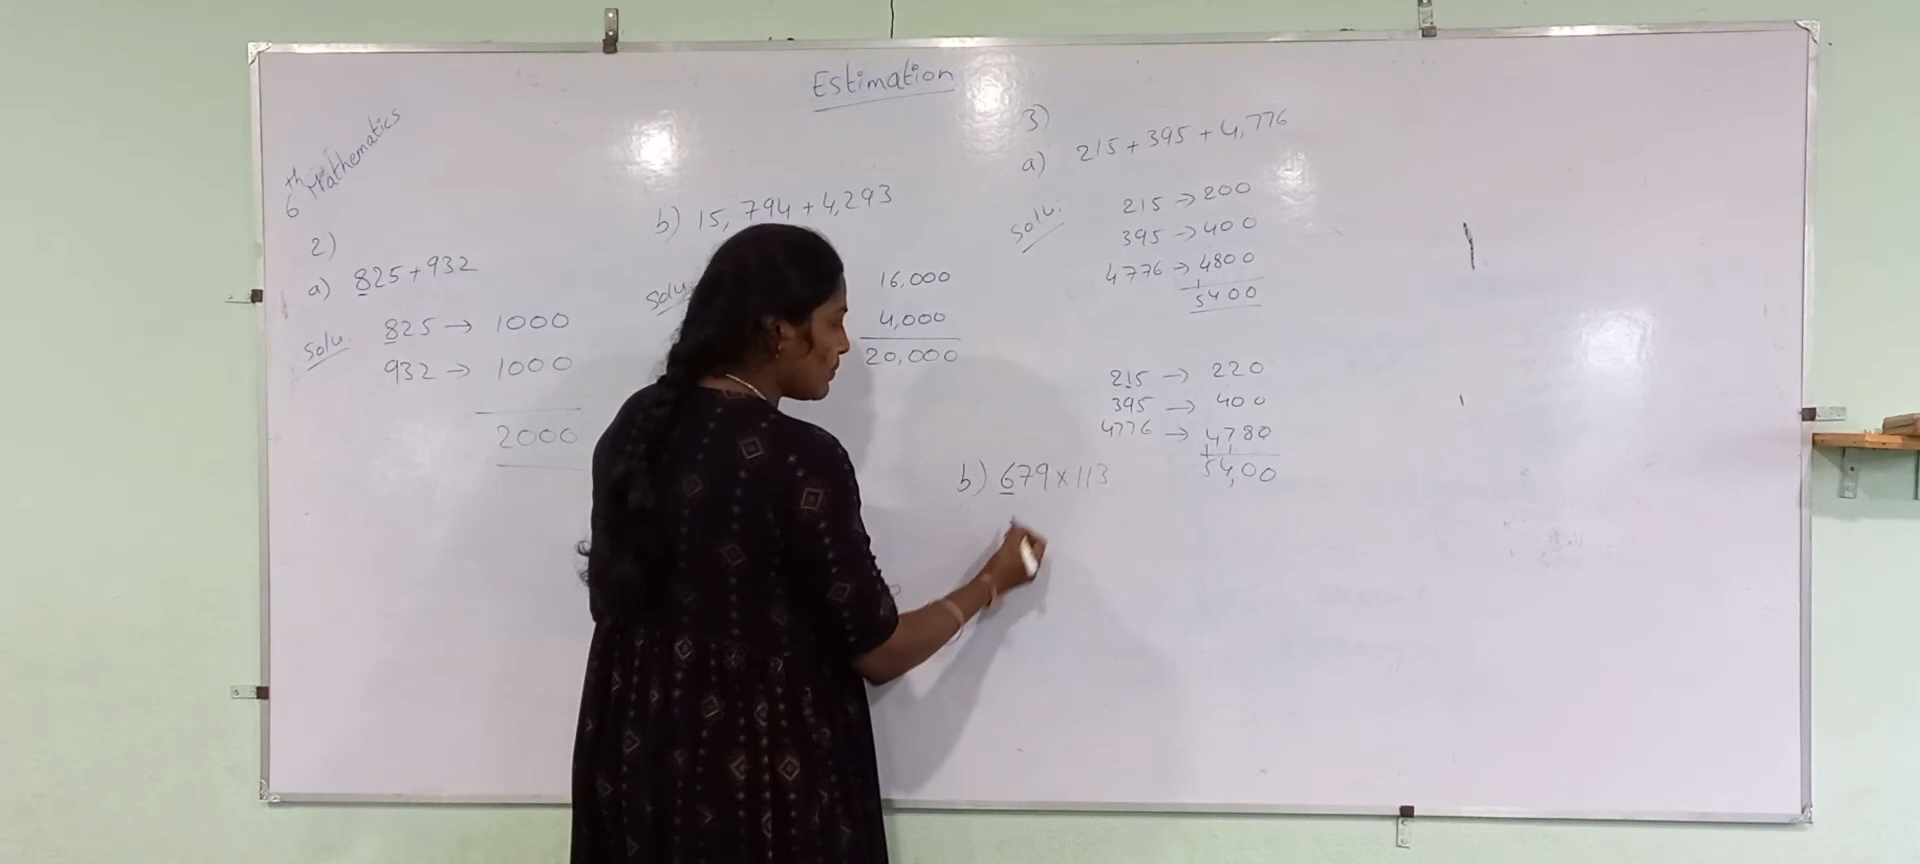 Estimation
6th Mathematics
2)
a) 825+932
Solu. 825 → 1000
932 → 1000
2000
b) 15,794+4,293
Solu
16,000
4,000
20,000
3)
a) 215+395+4,776
Solu:
215 → 200
395 → 400
4776 → 4800
5400
215 → 220
395 → 400
4776 → 4780
5400
b) 679×113